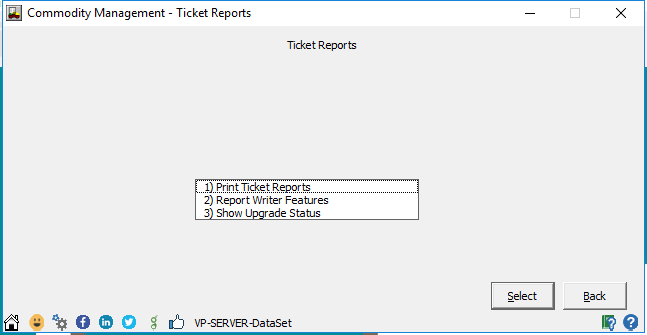 Commodity Management - Ticket Reports
Ticket Reports
1) Print Ticket Reports
2) Report Writer Features
3) Show Upgrade Status
Select
Back
VP-SERVER-DataSet